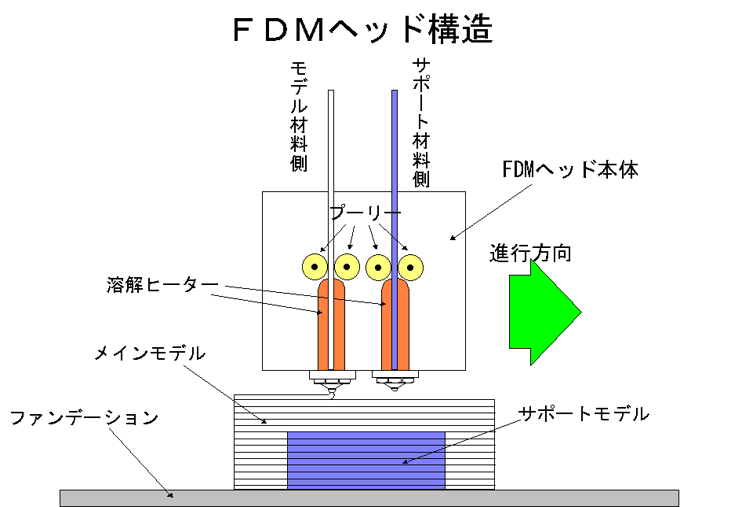 ＦＤＭヘッド構造
モデル材料側
サポート材料側
FDMヘッド本体
プーリー
進行方向
溶解ヒーター
メインモデル
ファンデーション
サポートモデル